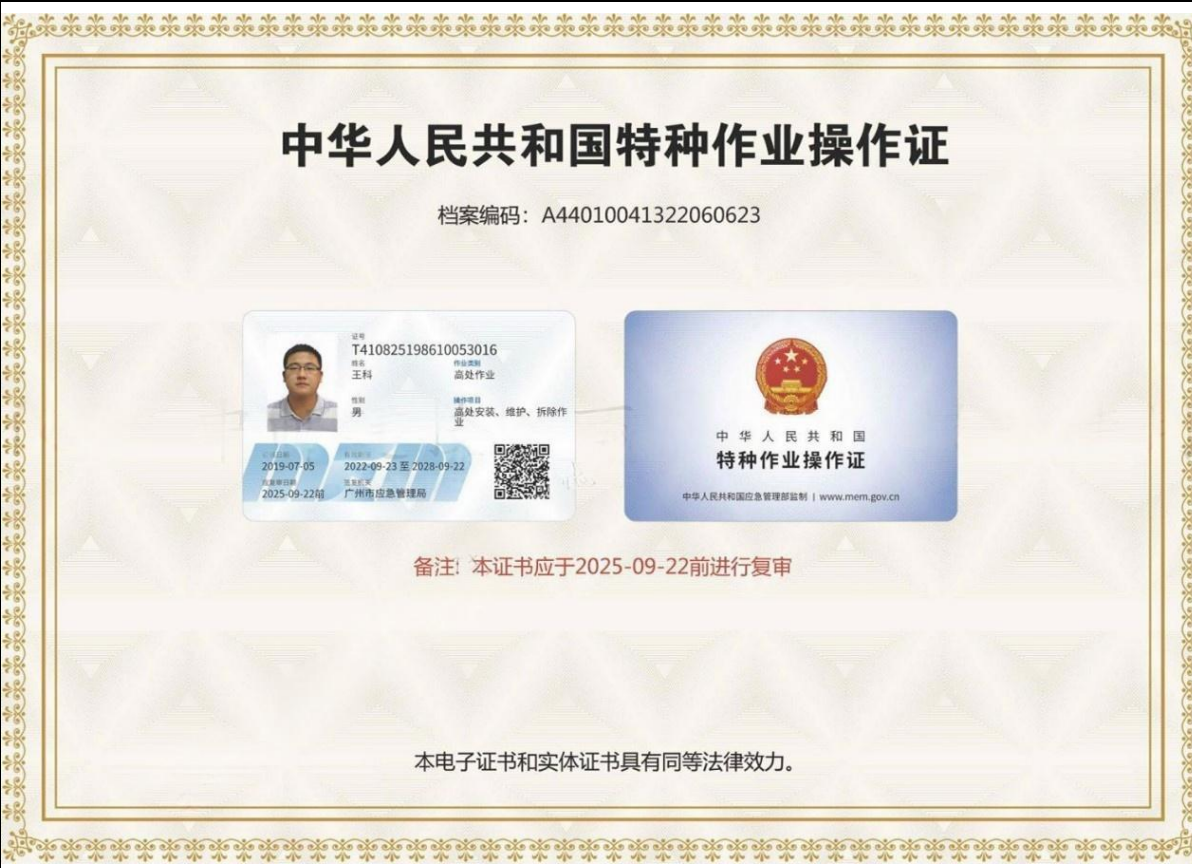 中华人民共和国特种作业操作证
档案编码：A44010041322060623
证号
T410825198610053016
姓名
王科
作业类别
高处作业
性别
男
操作项目
高处安装、维护、拆除作
业
2019-07-05
2022-09-23 至 2028-09-22
2025-09-22前
签发机关
广州市应急管理局
中华人民共和国
特种作业操作证
中华人民共和国应急管理部监制 | www.mem.gov.cn
备注: 本证书应于2025-09-22前进行复审
本电子证书和实体证书具有同等法律效力。